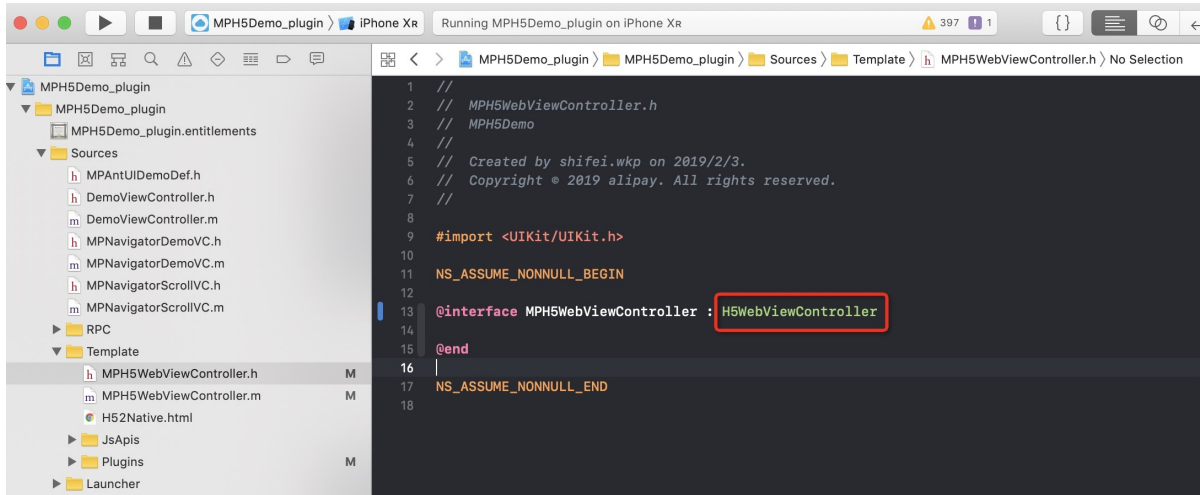 MPH5Demo_plugin iPhone XR
Running MPH5Demo_plugin on iPhone XR
397 1
{}
MPH5Demo_plugin
MPH5Demo_plugin
MPH5Demo_plugin.entitlements
Sources
h MPAntUIDemoDef.h
h DemoViewController.h
m DemoViewController.m
h MPNavigatorDemoVC.h
m MPNavigatorDemoVC.m
h MPNavigatorScrollVC.h
m MPNavigatorScrollVC.m
RPC
Template
h MPH5WebViewController.h M
m MPH5WebViewController.m M
H52Native.html
JsApis
Plugins M
Launcher
MPH5Demo_plugin MPH5Demo_plugin Sources Template h MPH5WebViewController.h No Selection
1 //
2 // MPH5WebViewController.h
3 // MPH5Demo
4 //
5 // Created by shifei.wkp on 2019/2/3.
6 // Copyright © 2019 alipay. All rights reserved.
7 //
8
9 #import <UIKit/UIKit.h>
10
11 NS_ASSUME_NONNULL_BEGIN
12
13 @interface MPH5WebViewController : H5WebViewController
14
15 @end
16
17 NS_ASSUME_NONNULL_END
18